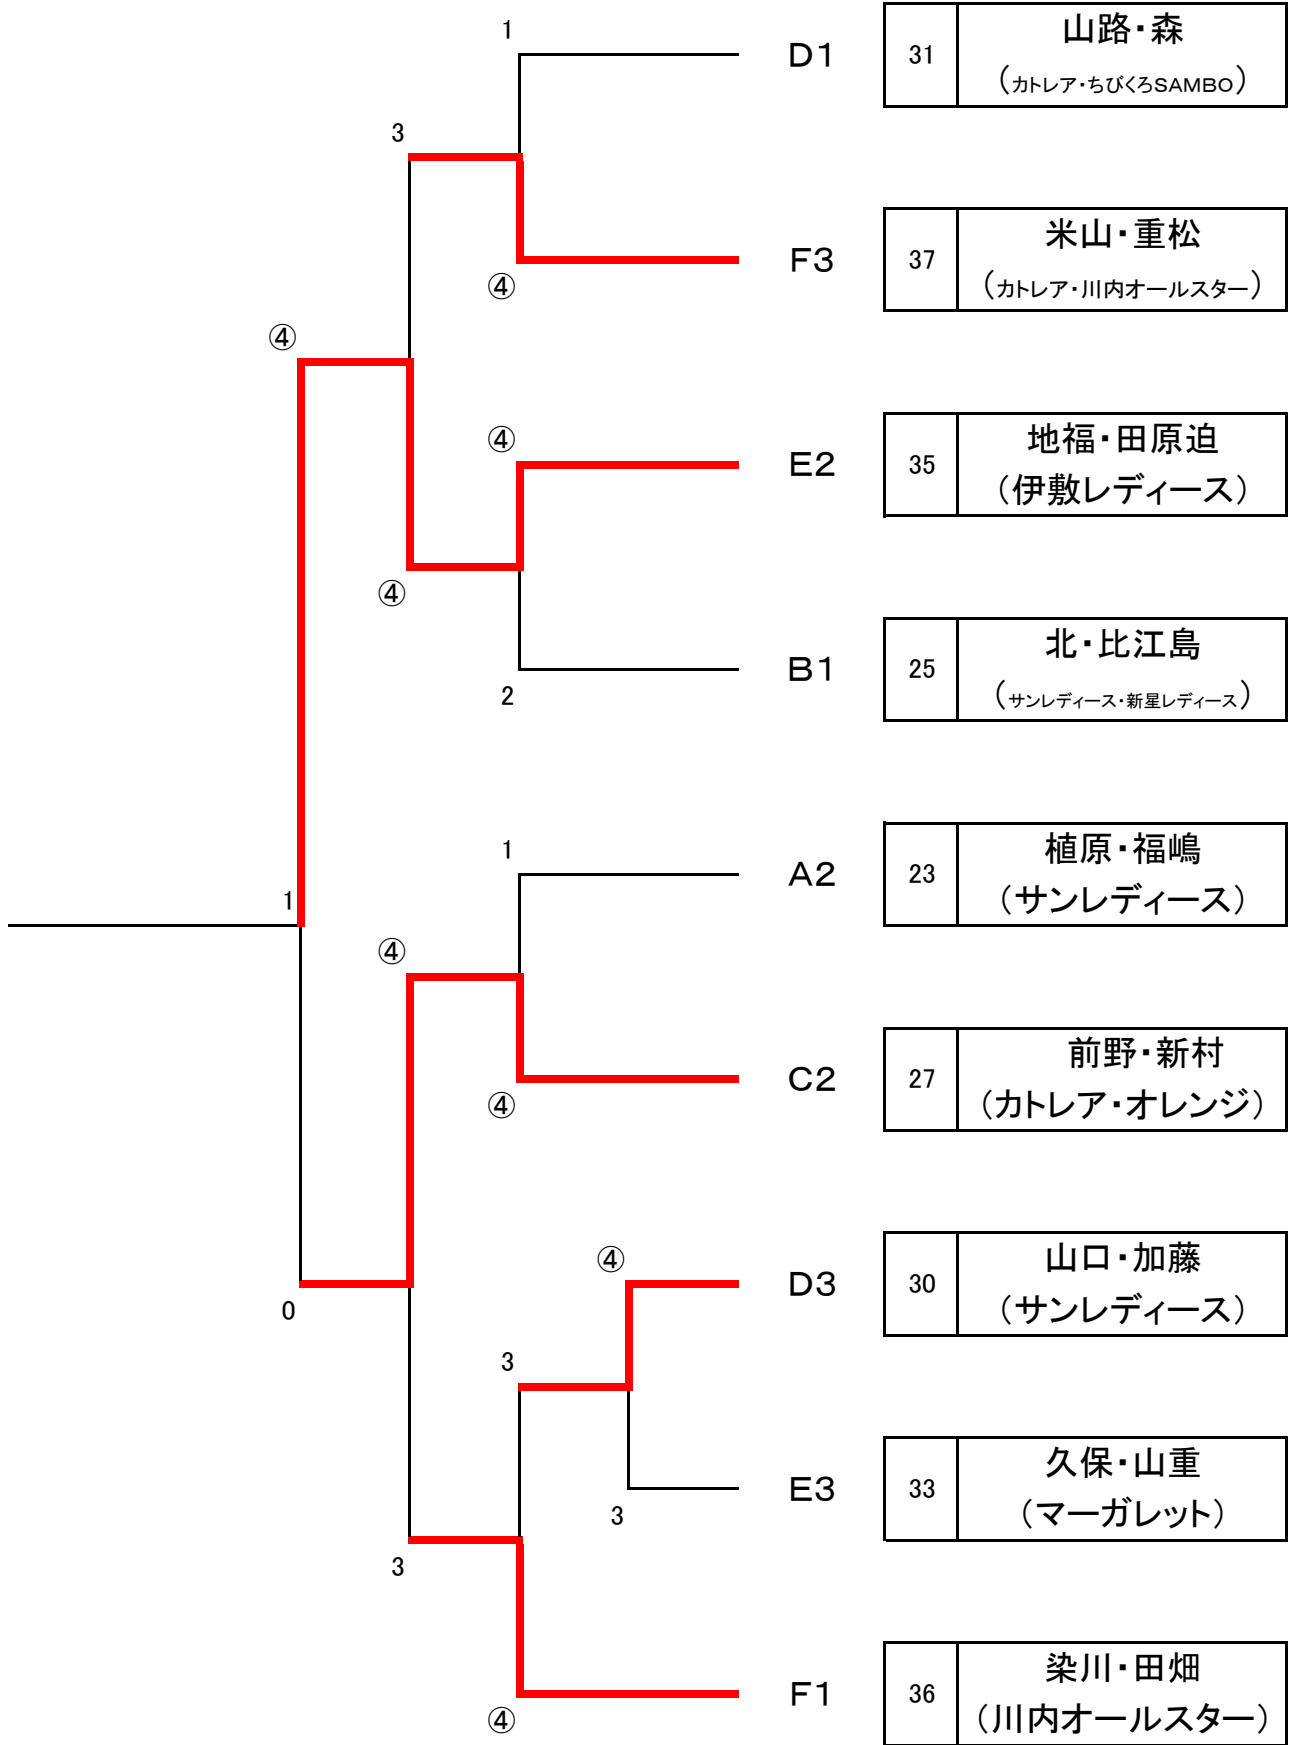 1
D1
31
山路・森
（カトレア・ちびくろSAMBO）
3
F3
37
米山・重松
（カトレア・川内オールスター）
④
④
④
E2
35
地福・田原迫
（伊敷レディース）
④
B1
25
北・比江島
（サンレディース・新星レディース）
2
1
A2
23
植原・福嶋
（サンレディース）
1
④
C2
27
前野・新村
（カトレア・オレンジ）
④
④
D3
30
山口・加藤
（サンレディース）
0
3
E3
33
久保・山重
（マーガレット）
3
3
F1
36
染川・田畑
（川内オールスター）
④